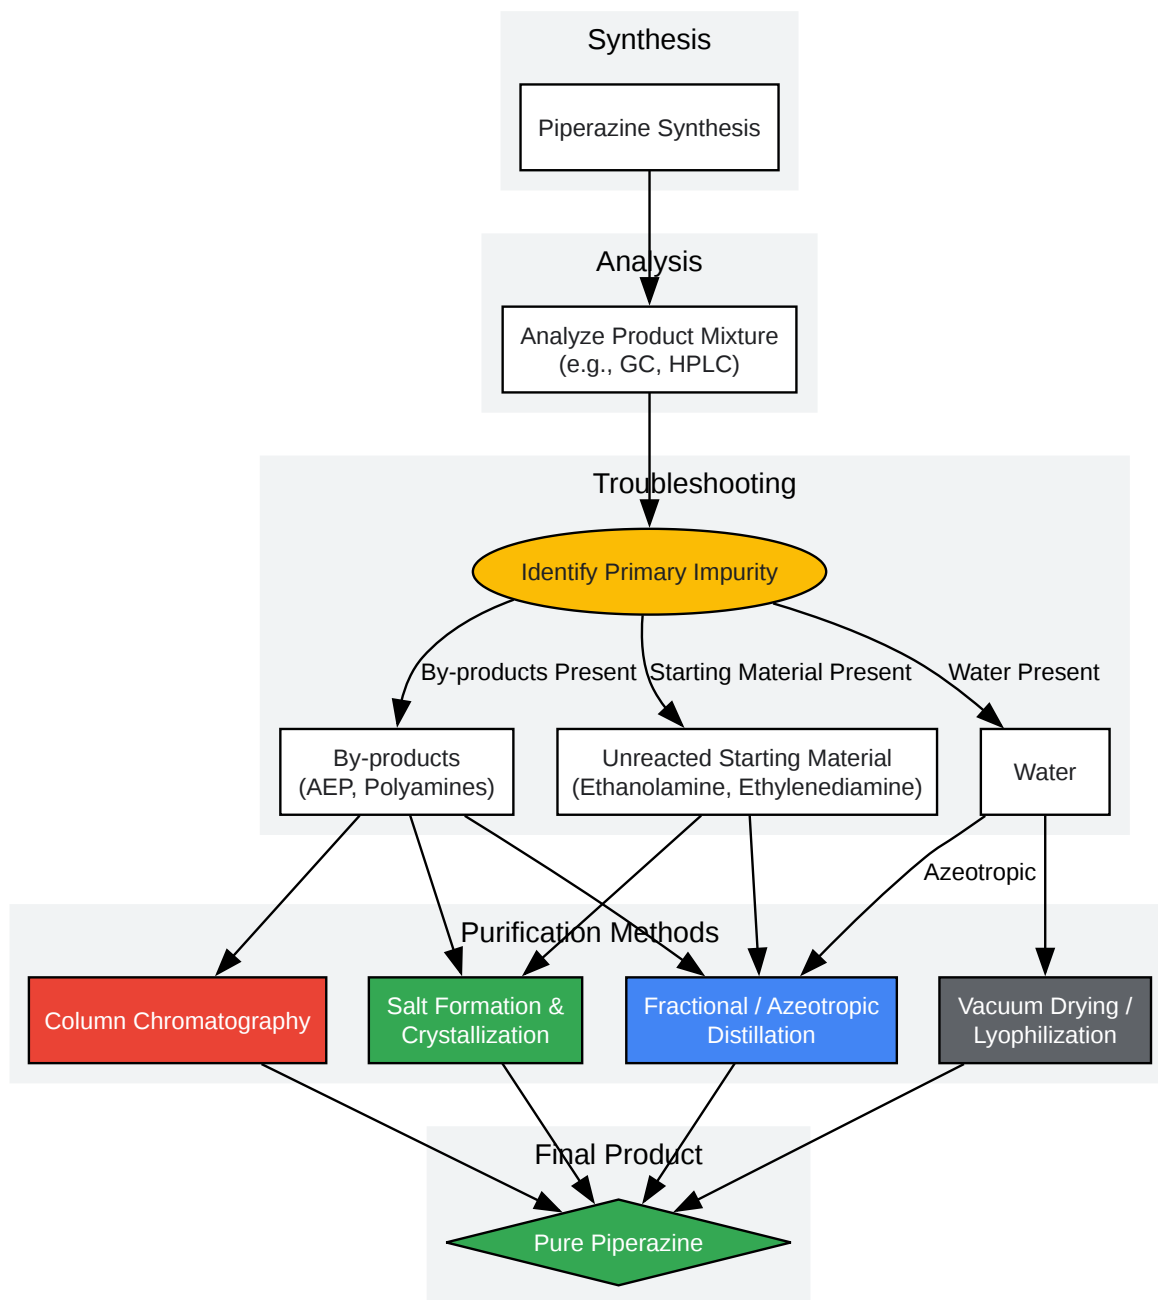 Synthesis
Piperazine Synthesis
Analysis
Analyze Product Mixture
(e.g., GC, HPLC)
Troubleshooting
Identify Primary Impurity
By-products Present
Starting Material Present
Water Present
By-products
(AEP, Polyamines)
Unreacted Starting Material
(Ethanolamine, Ethylenediamine)
Water
Azeotropic
Purification Methods
Column Chromatography
Salt Formation &
Crystallization
Fractional / Azeotropic
Distillation
Vacuum Drying /
Lyophilization
Final Product
Pure Piperazine